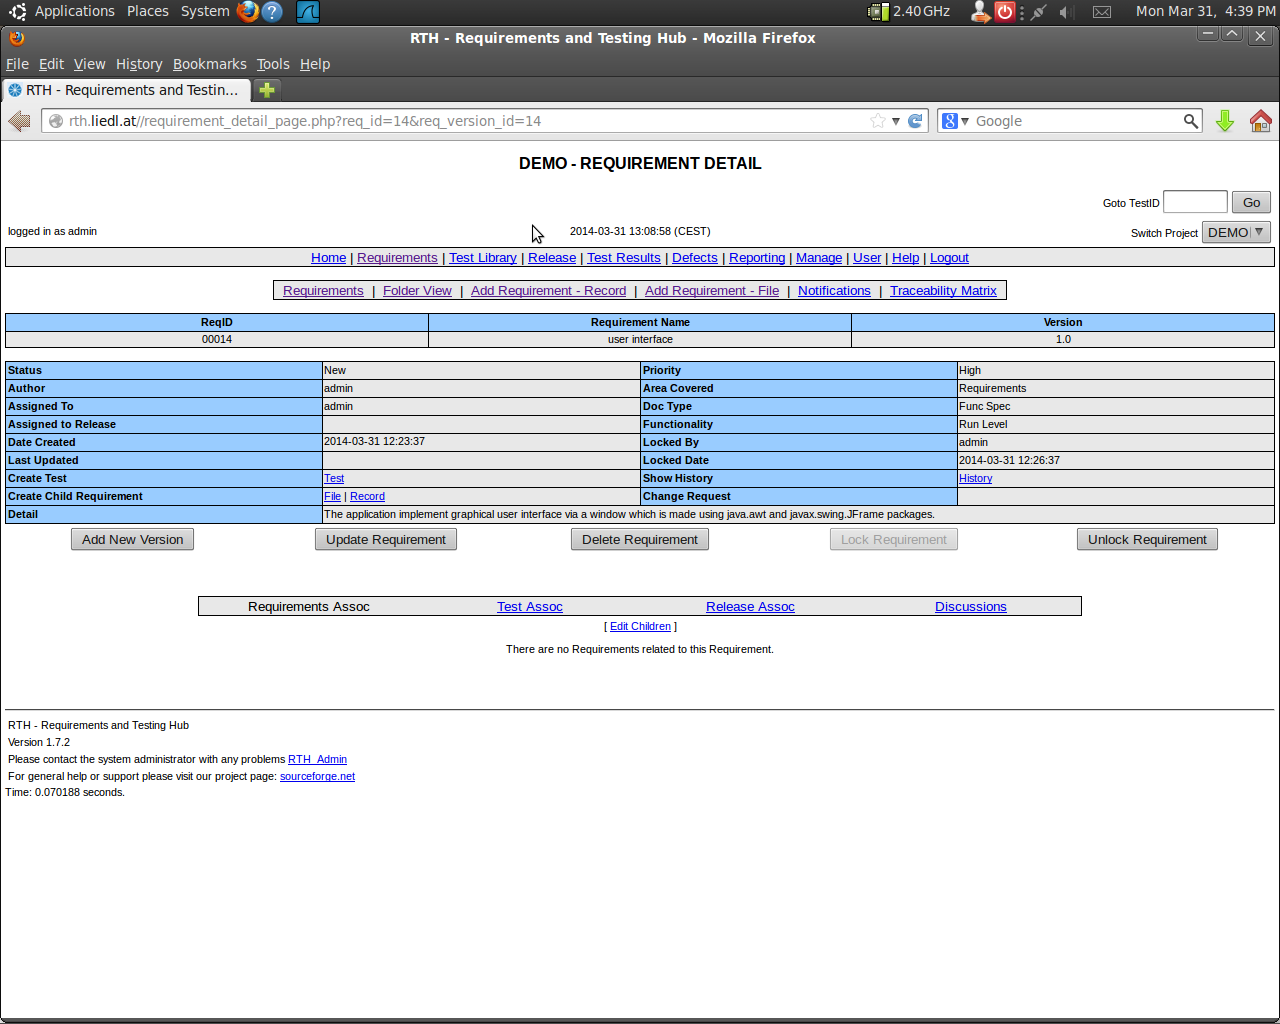 Applications Places System 2.40 GHz Mon Mar 31, 4:39 PM
RTH - Requirements and Testing Hub - Mozilla Firefox
File Edit View History Bookmarks Tools Help
RTH - Requirements and Testin...
rth.liedl.at//requirement_detail_page.php?req_id=14&req_version_id=14 Google
DEMO - REQUIREMENT DETAIL
Goto TestID Go
logged in as admin 2014-03-31 13:08:58 (CEST) Switch Project DEMO
Home | Requirements | Test Library | Release | Test Results | Defects | Reporting | Manage | User | Help | Logout
Requirements | Folder View | Add Requirement - Record | Add Requirement - File | Notifications | Traceability Matrix
ReqID Requirement Name Version
00014 user interface 1.0
Status New Priority High
Author admin Area Covered Requirements
Assigned To admin Doc Type Func Spec
Assigned to Release Functionality Run Level
Date Created 2014-03-31 12:23:37 Locked By admin
Last Updated Locked Date 2014-03-31 12:26:37
Create Test Test Show History History
Create Child Requirement File | Record Change Request
Detail The application implement graphical user interface via a window which is made using java.awt and javax.swing.JFrame packages.
Add New Version Update Requirement Delete Requirement Lock Requirement Unlock Requirement
Requirements Assoc Test Assoc Release Assoc Discussions
[ Edit Children ]
There are no Requirements related to this Requirement.
RTH - Requirements and Testing Hub
Version 1.7.2
Please contact the system administrator with any problems RTH_Admin
For general help or support please visit our project page: sourceforge.net
Time: 0.070188 seconds.